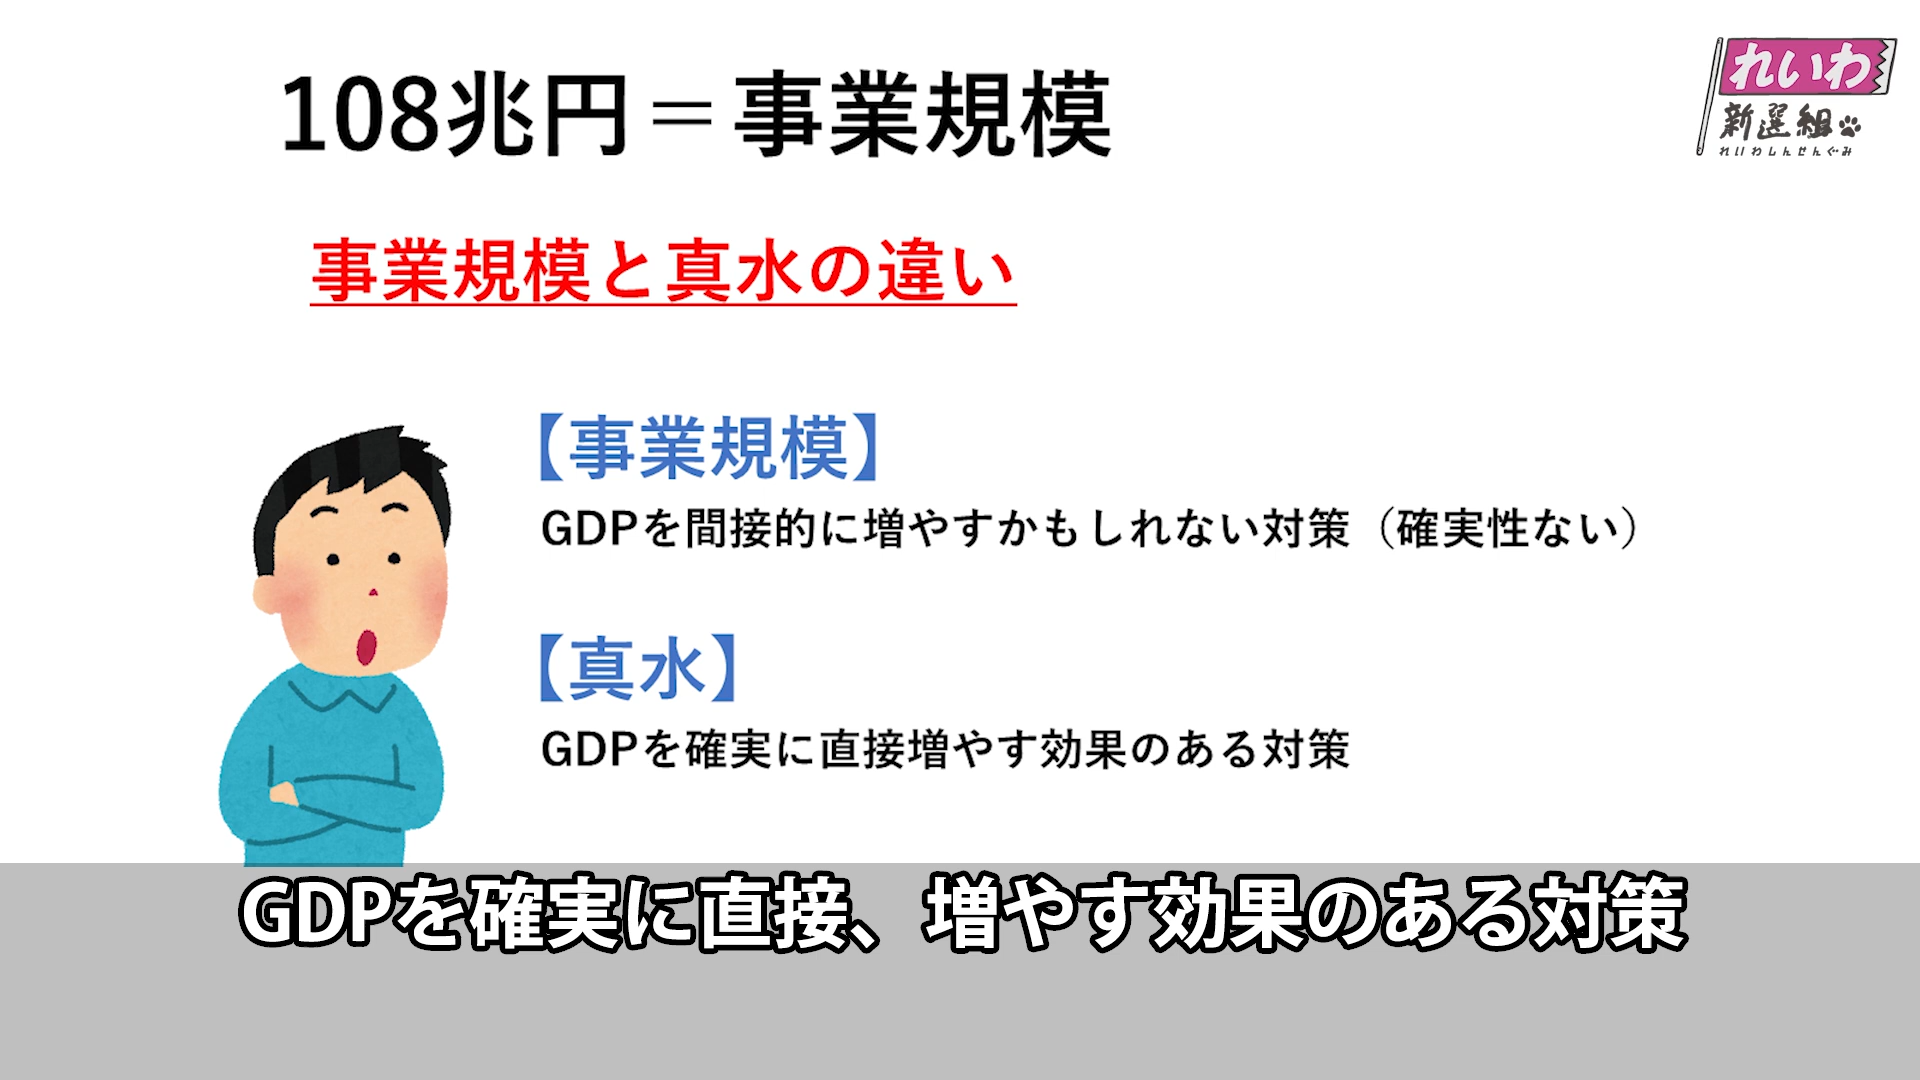 108兆円＝事業規模
れいわ
新選組
れいわしんせんぐみ
事業規模と真水の違い
【事業規模】
GDPを間接的に増やすかもしれない対策（確実性ない）
【真水】
GDPを確実に直接増やす効果のある対策
GDPを確実に直接、増やす効果のある対策